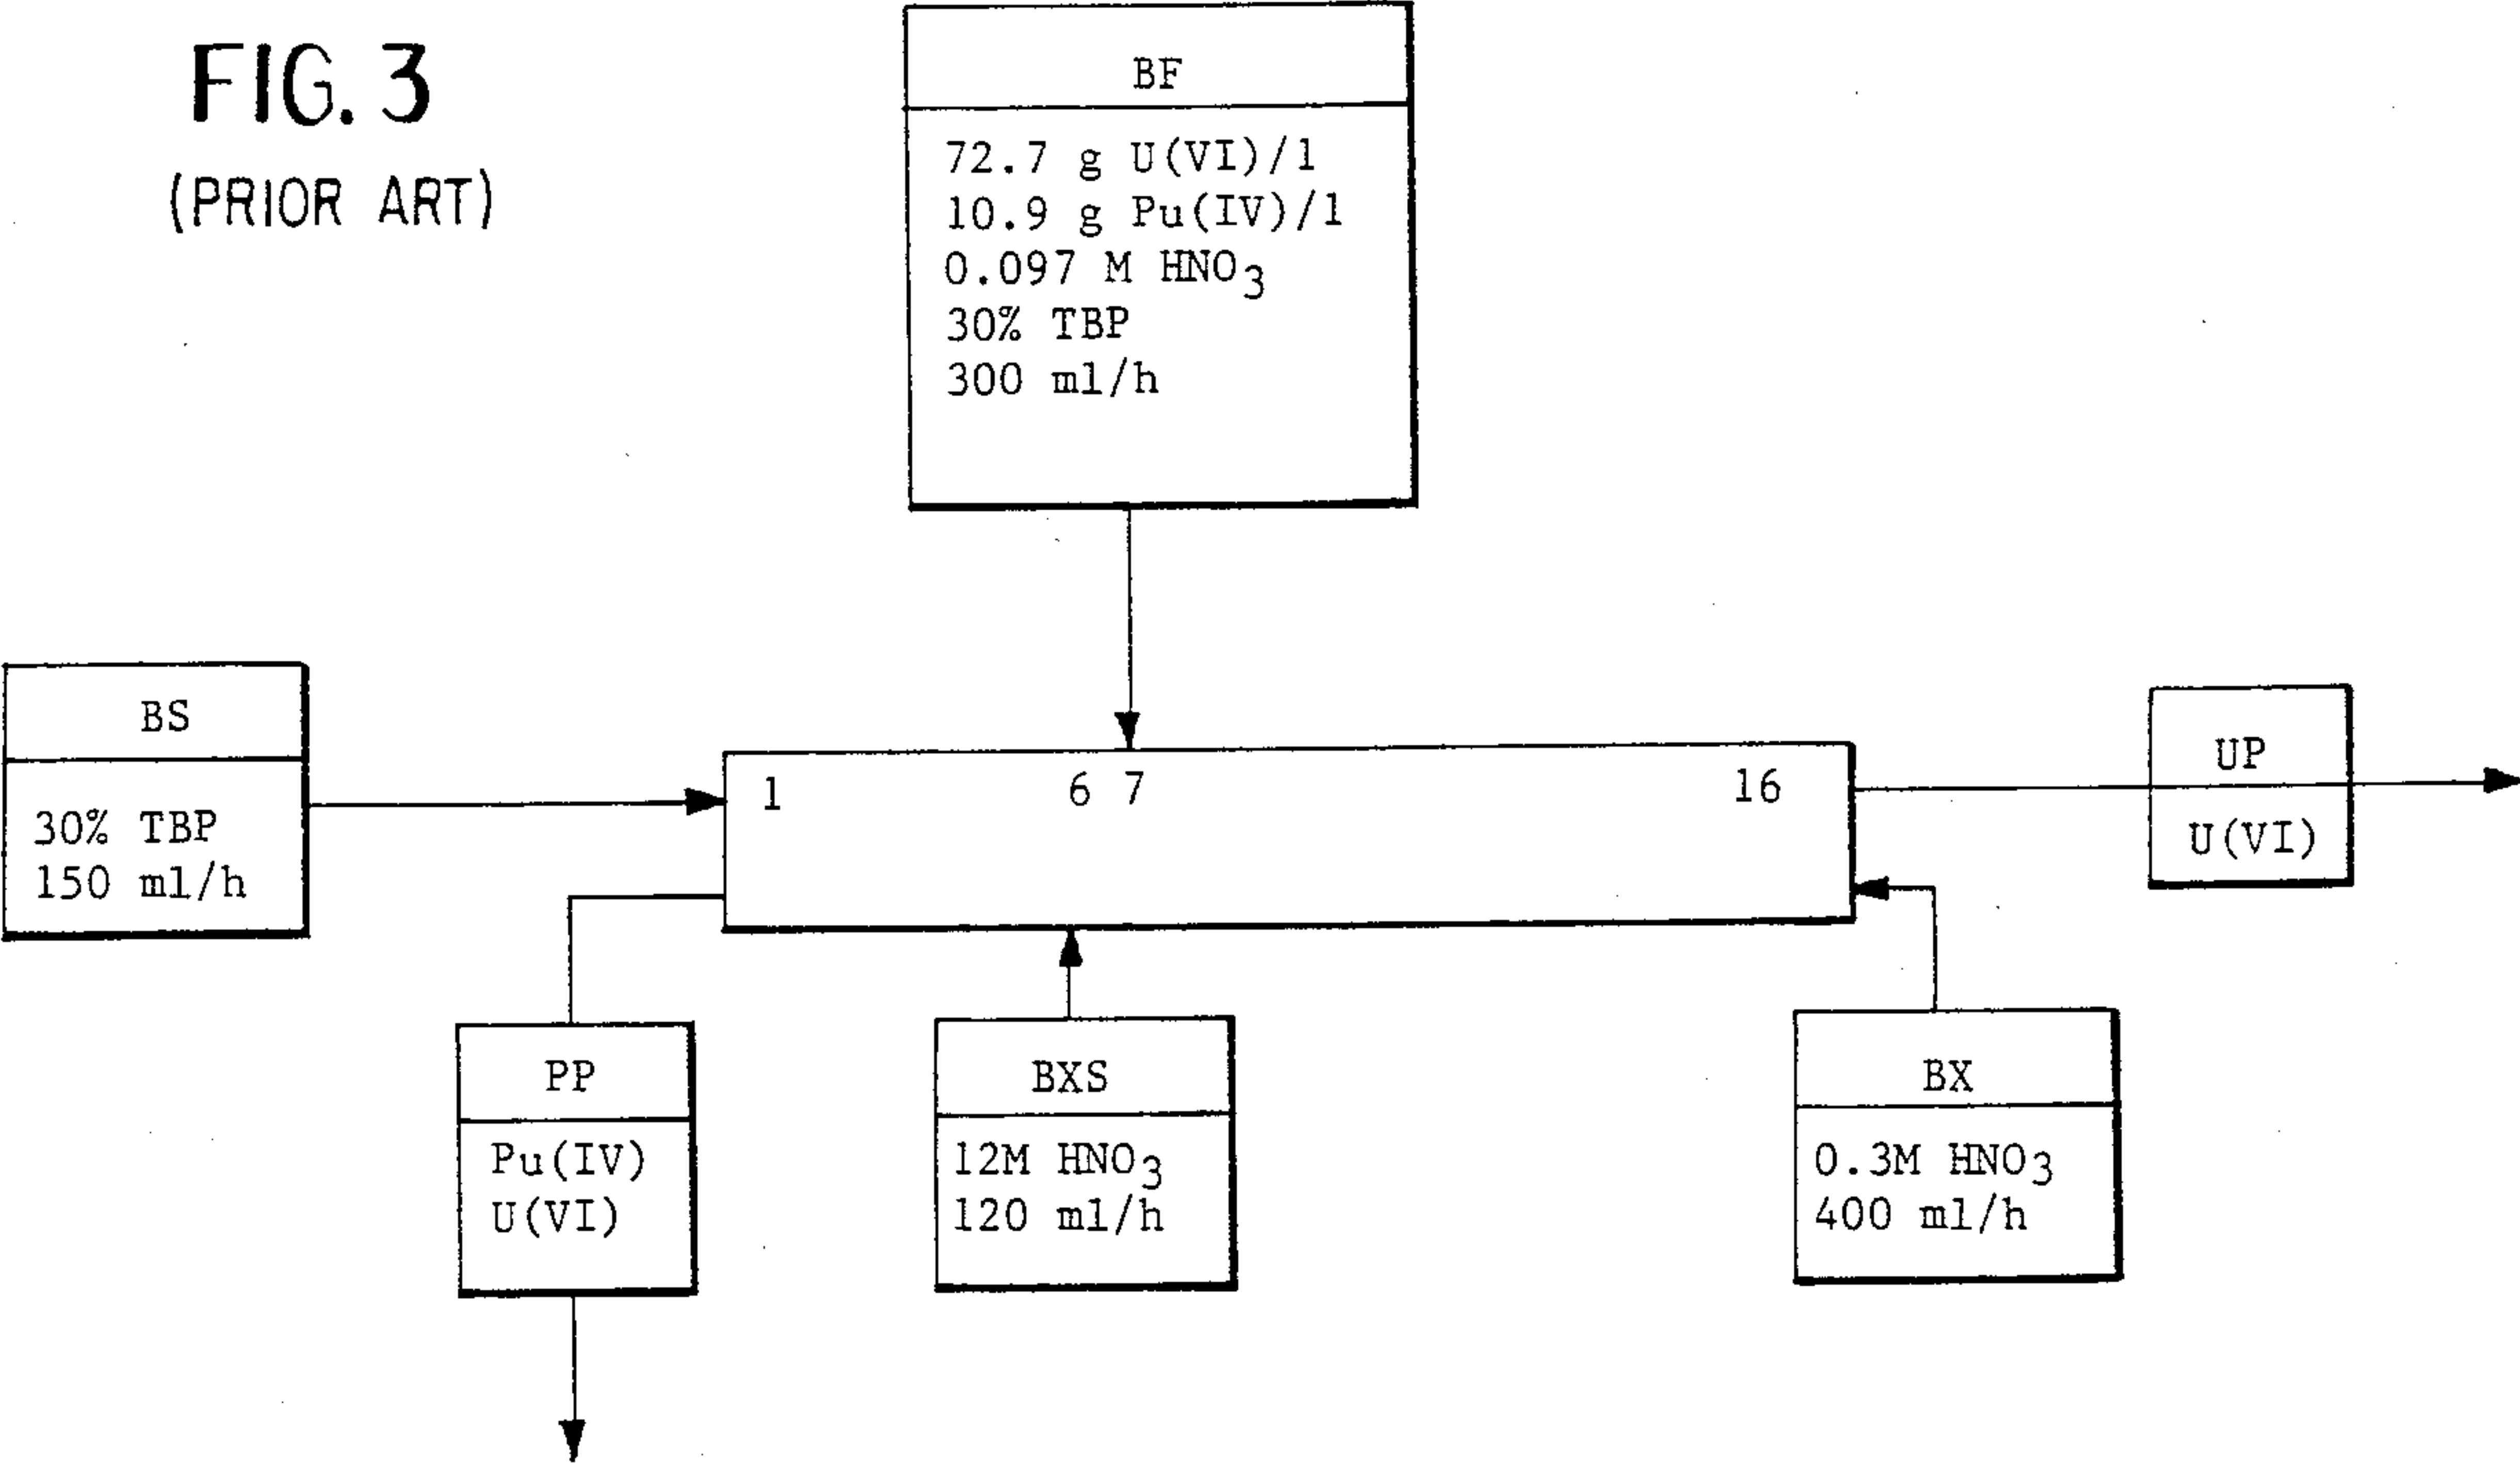 FIG. 3
(PRIOR ART)
BF
72.7 g U(VI)/l
10.9 g Pu(IV)/l
0.097 M HNO3
30% TBP
300 ml/h
BS
30% TBP
150 ml/h
1
6 7
16
UP
U(VI)
PP
Pu(IV)
U(VI)
BXS
12M HNO3
120 ml/h
BX
0.3M HNO3
400 ml/h